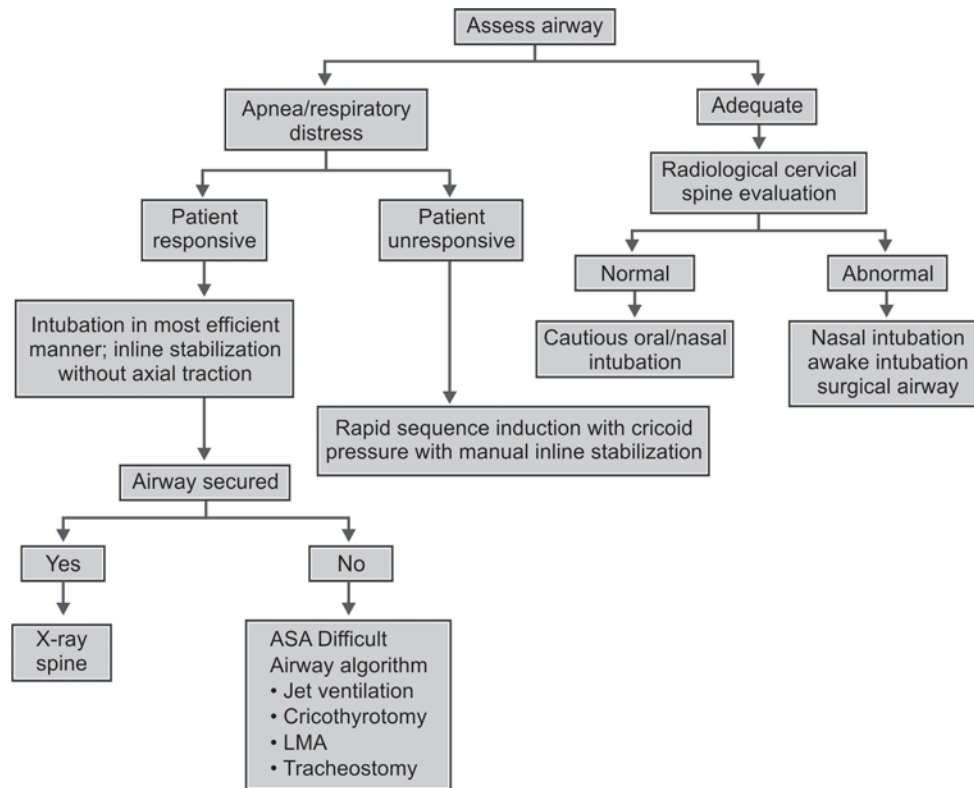 Assess airway
Apnea/respiratory
distress
Adequate
Radiological cervical
spine evaluation
Patient
responsive
Patient
unresponsive
Normal
Abnormal
Intubation in most efficient
manner; inline stabilization
without axial traction
Cautious oral/nasal
intubation
Nasal intubation
awake intubation
surgical airway
Rapid sequence induction with cricoid
pressure with manual inline stabilization
Airway secured
Yes
No
X-ray
spine
ASA Difficult
Airway algorithm
• Jet ventilation
• Cricothyrotomy
• LMA
• Tracheostomy